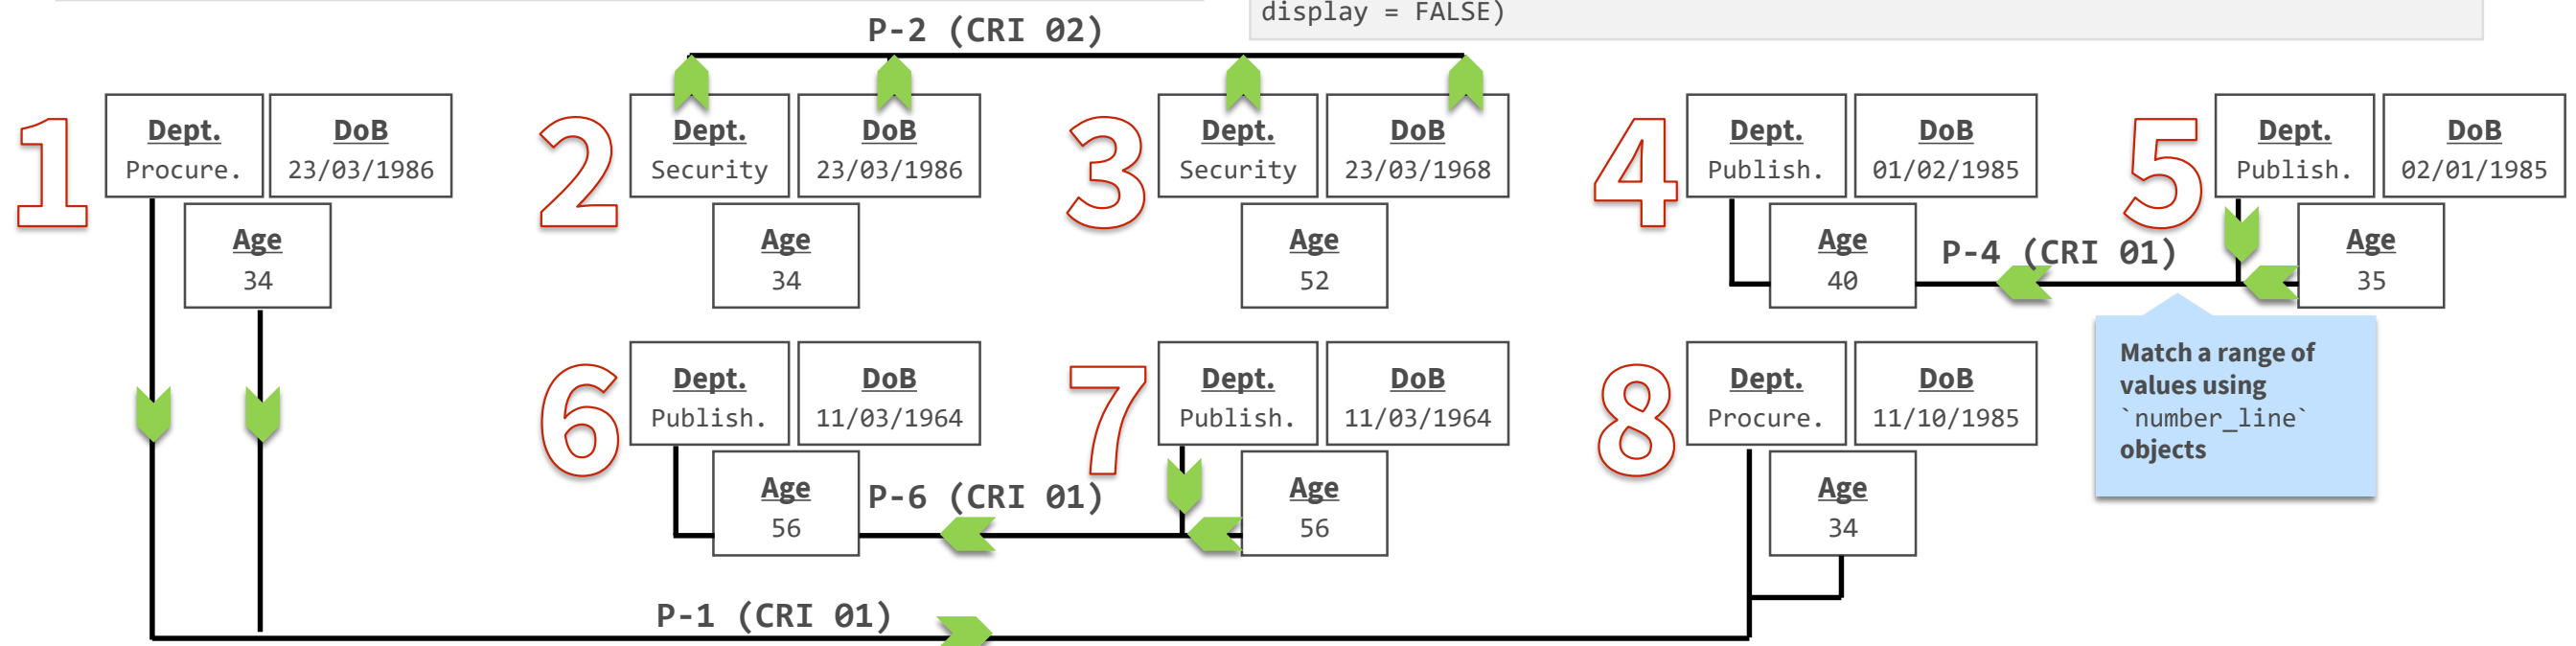 display = FALSE)
P-2 (CRI 02)
1
Dept.
Procure.
DoB
23/03/1986
Age
34
2
Dept.
Security
DoB
23/03/1986
Age
34
3
Dept.
Security
DoB
23/03/1968
Age
52
4
Dept.
Publish.
DoB
01/02/1985
Age
40
P-4 (CRI 01)
5
Dept.
Publish.
DoB
02/01/1985
Age
35
Match a range of
values using
`number_line`
objects
6
Dept.
Publish.
DoB
11/03/1964
Age
56
P-6 (CRI 01)
7
Dept.
Publish.
DoB
11/03/1964
Age
56
8
Dept.
Procure.
DoB
11/10/1985
Age
34
P-1 (CRI 01)